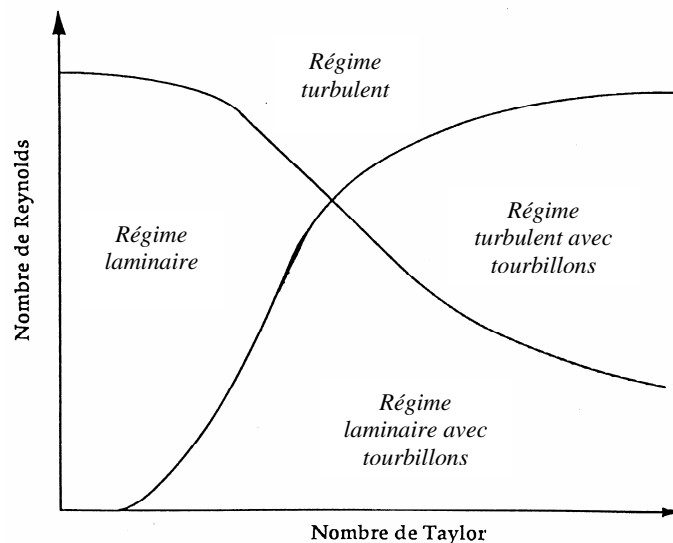 Régime
turbulent
Nombre de Reynolds
Régime
laminaire
Régime
turbulent avec
tourbillons
Régime
laminaire avec
tourbillons
Nombre de Taylor